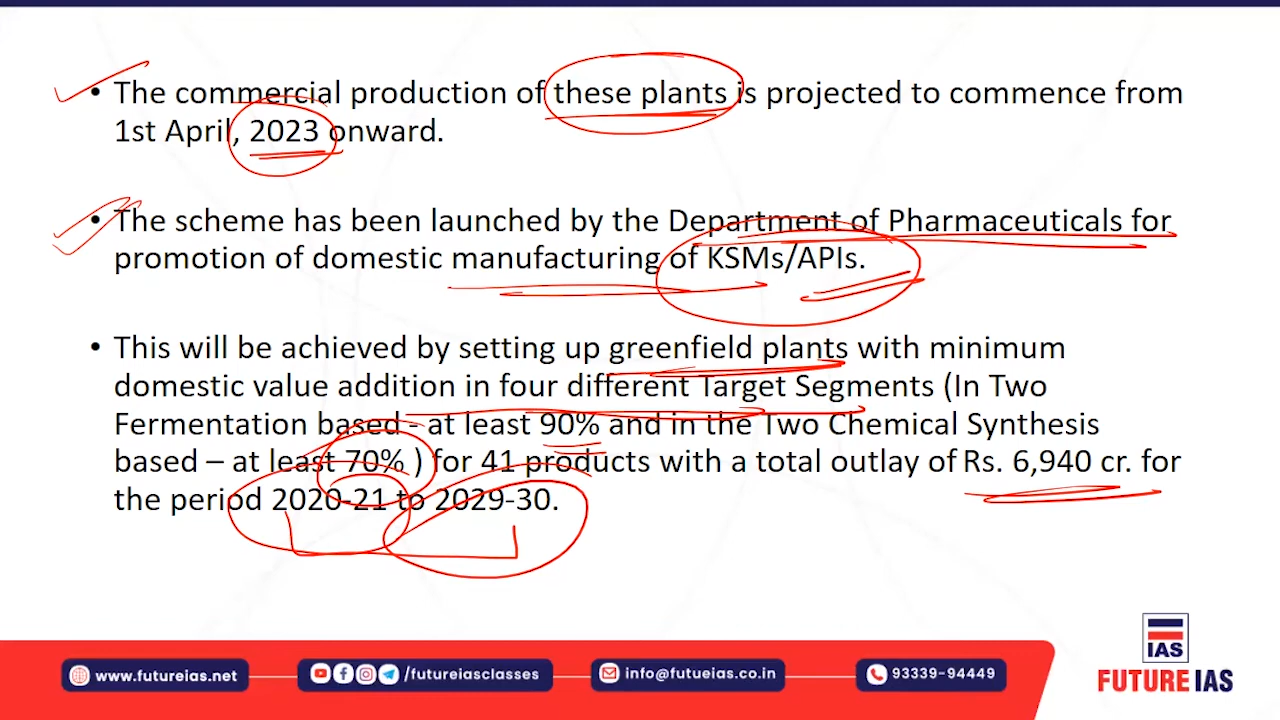 • The commercial production of these plants is projected to commence from
1st April, 2023 onward.
• The scheme has been launched by the Department of Pharmaceuticals for
promotion of domestic manufacturing of KSMs/APIs.
• This will be achieved by setting up greenfield plants with minimum
domestic value addition in four different Target Segments (In Two
Fermentation based - at least 90% and in the Two Chemical Synthesis
based – at least 70% ) for 41 products with a total outlay of Rs. 6,940 cr. for
the period 2020-21 to 2029-30.
IAS
FUTURE IAS
www.futureias.net
/futureiasclasses
info@futueias.co.in
93339-94449